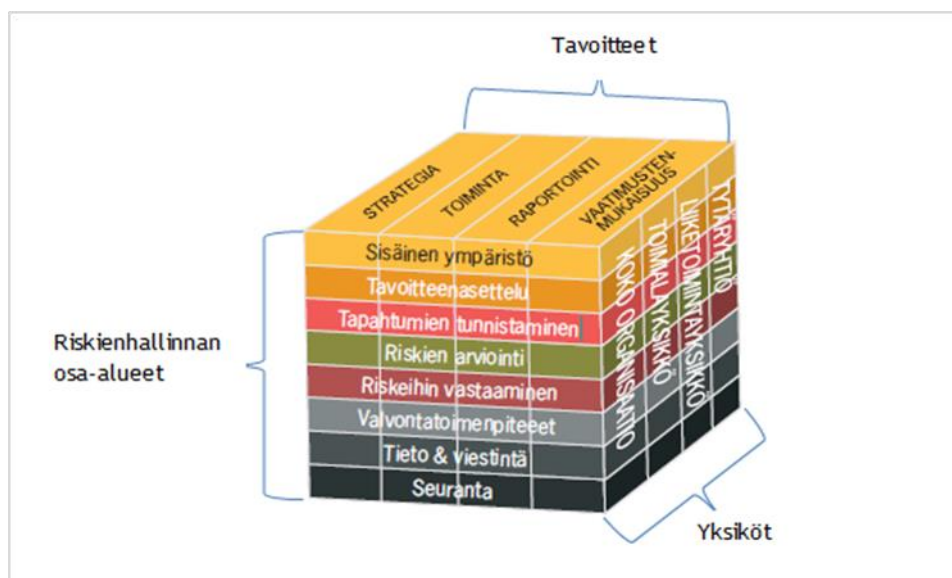 Tavoitteet
STRATEGIA
TOIMINTA
RAPORTOINTI
VAATIMUSTEN-
MUKAISUUS
Riskienhallinnan
osa-alueet
Sisäinen ympäristö
Tavoitteenasettelu
Tapahtumien tunnistaminen
Riskien arviointi
Riskeihin vastaaminen
Valvontatoimenpiteeet
Tieto & viestintä
Seuranta
KOKO ORGANISAATIO
TOIMIALAYKSIKKÖ
LIIKETOIMINTAYKSIKKÖ
TYTÄRYHTIÖ
Yksiköt